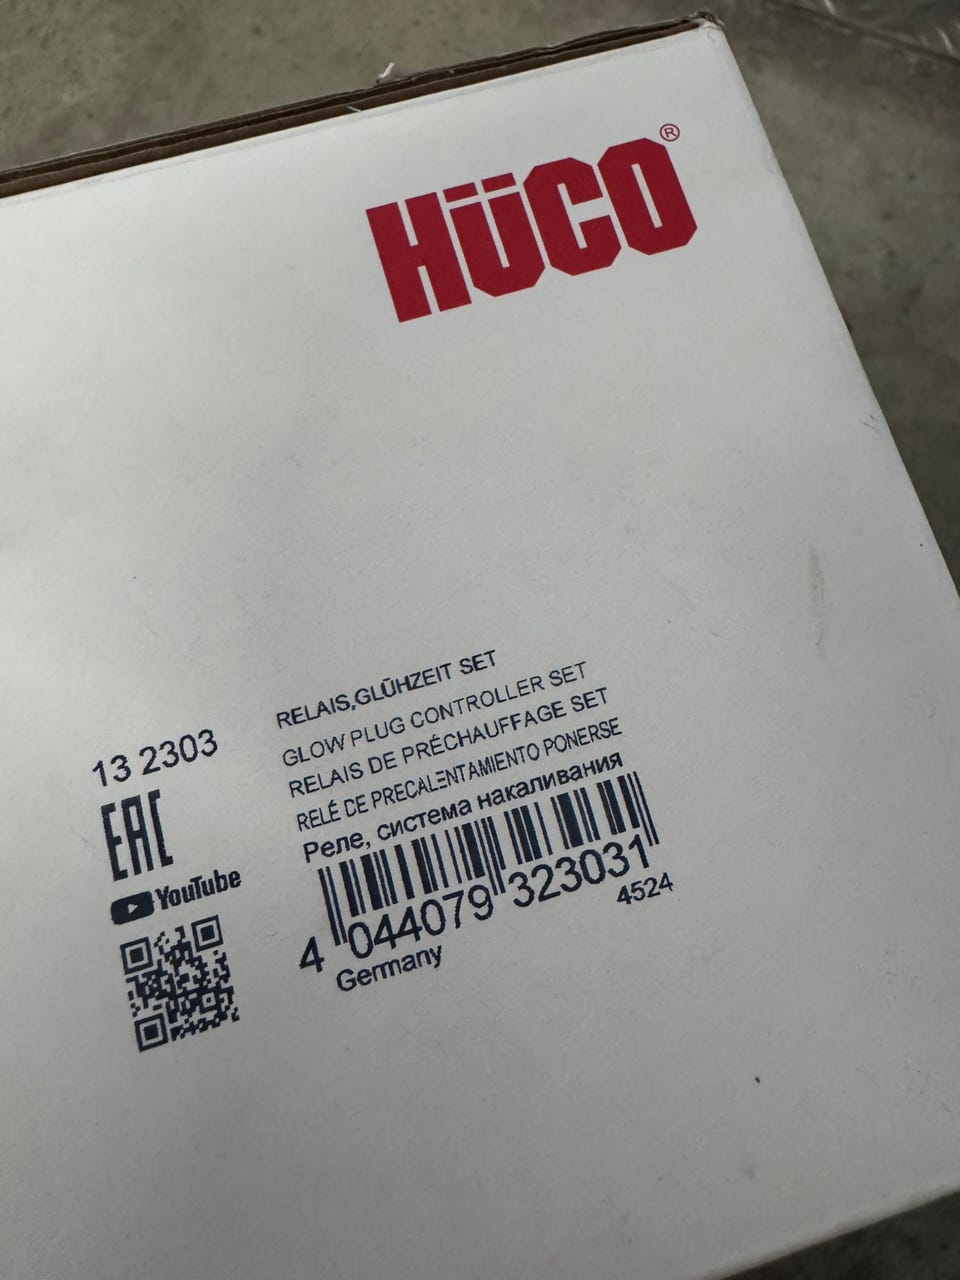 HÜCO®
13 2303
RELAIS,GLÜHZEIT SET
GLOW PLUG CONTROLLER SET
RELAIS DE PRÉCHAUFFAGE SET
RELÉ DE PRECALENTAMIENTO PONERSE
Реле, система накаливания
EAC
YouTube
4 044079 323031
4524
Germany